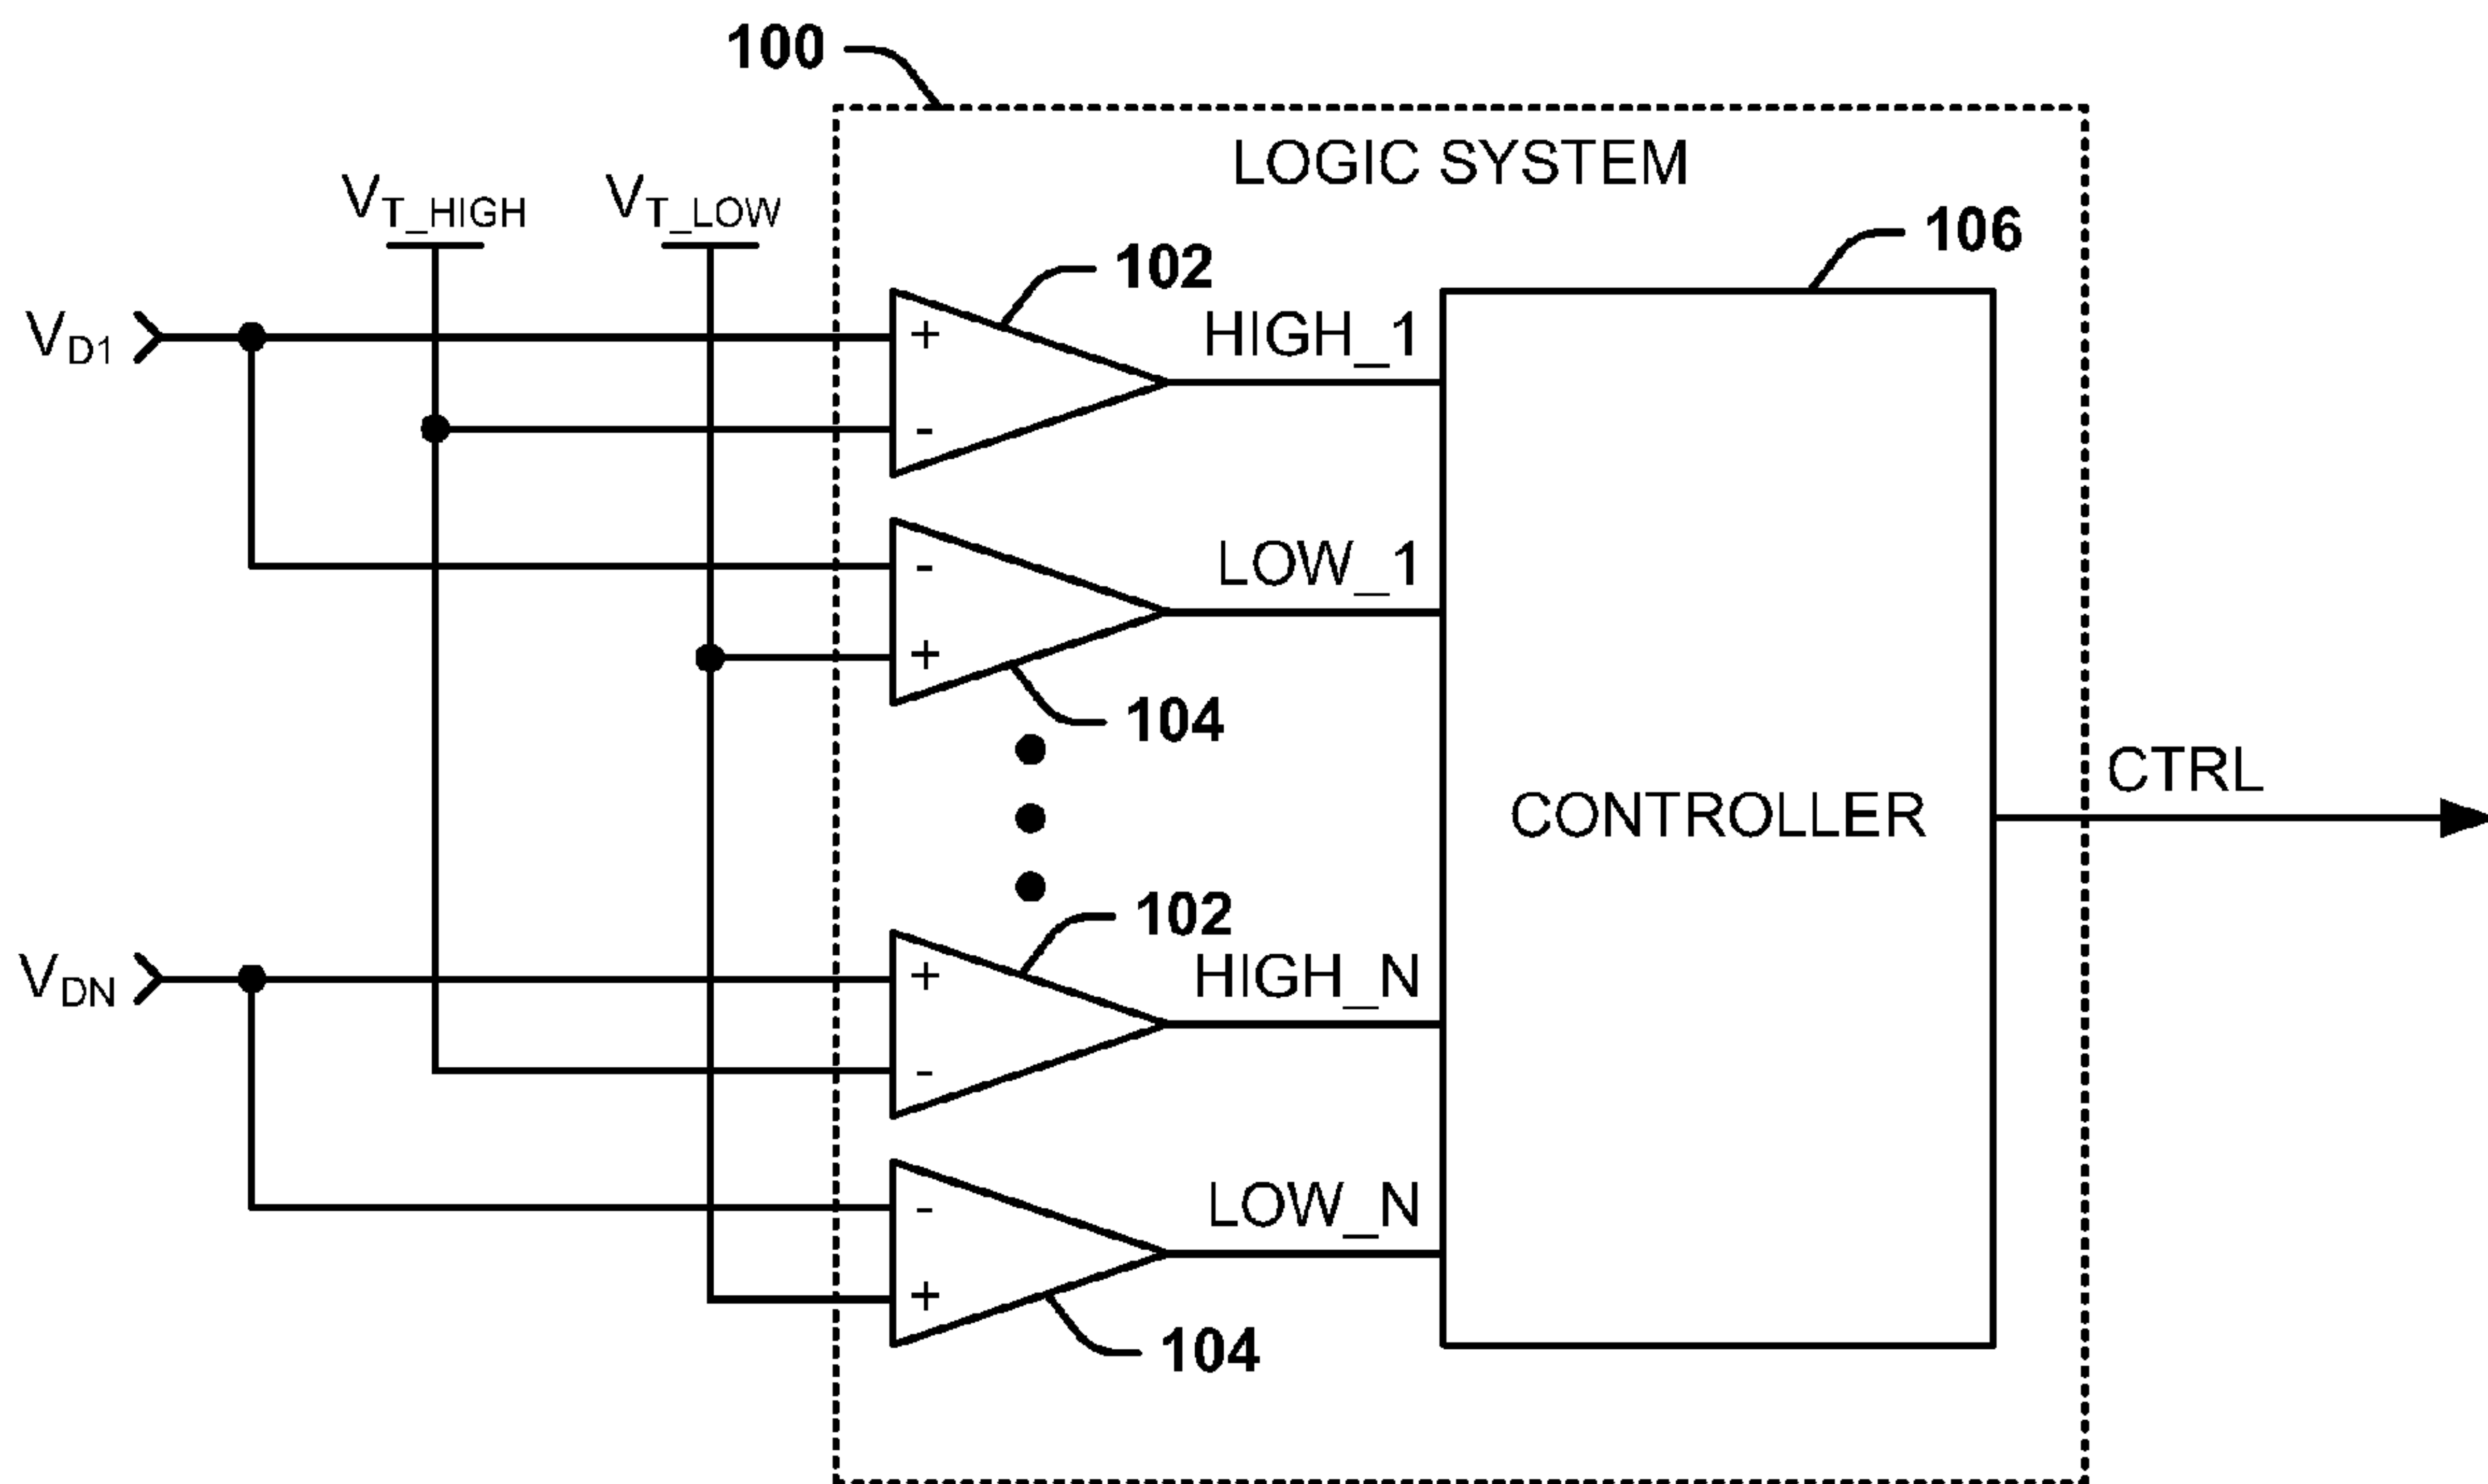 100
LOGIC SYSTEM
V_T_HIGH
V_T_LOW
106
102
V_D1
+
HIGH_1
-
-
LOW_1
+
104
CTRL
CONTROLLER
102
V_DN
+
HIGH_N
-
-
LOW_N
+
104